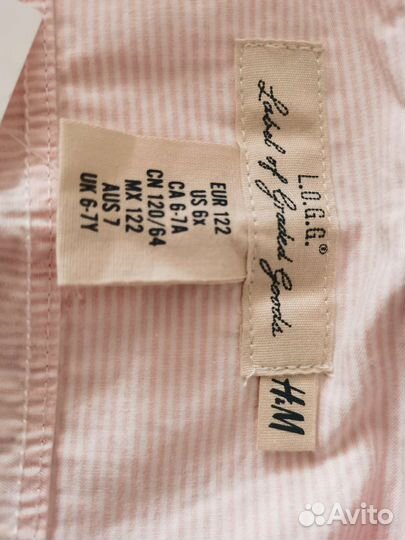 L.O.G.G.®
Label of Graded Goods
H&M
EUR 122
US 6X
CA 6-7A
CN 120/64
MX 122
AUS 7
UK 6-7Y
Avito